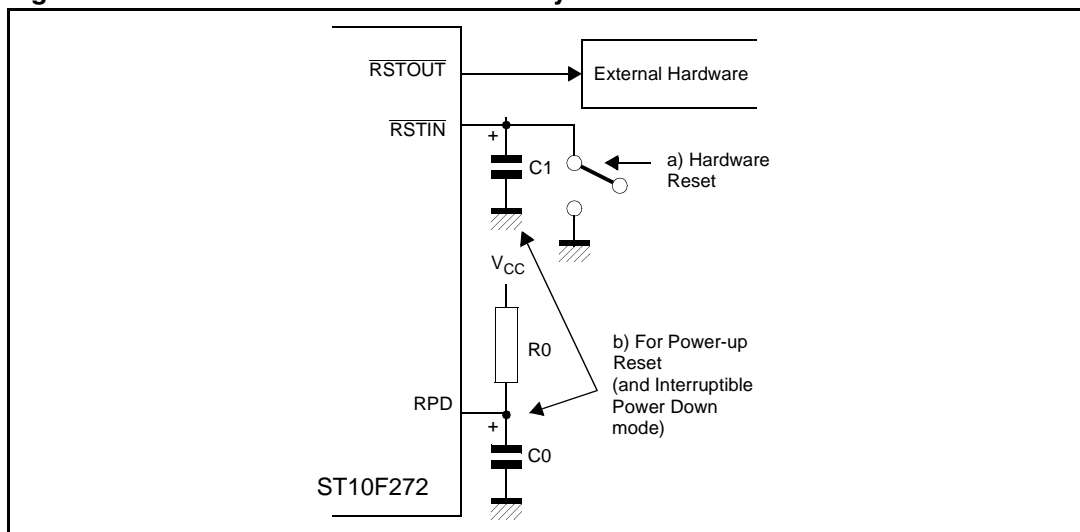 RSTOUT
External Hardware
RSTIN
+
C1
a) Hardware
Reset
VCC
R0
b) For Power-up
Reset
(and Interruptible
Power Down
mode)
RPD
+
C0
ST10F272